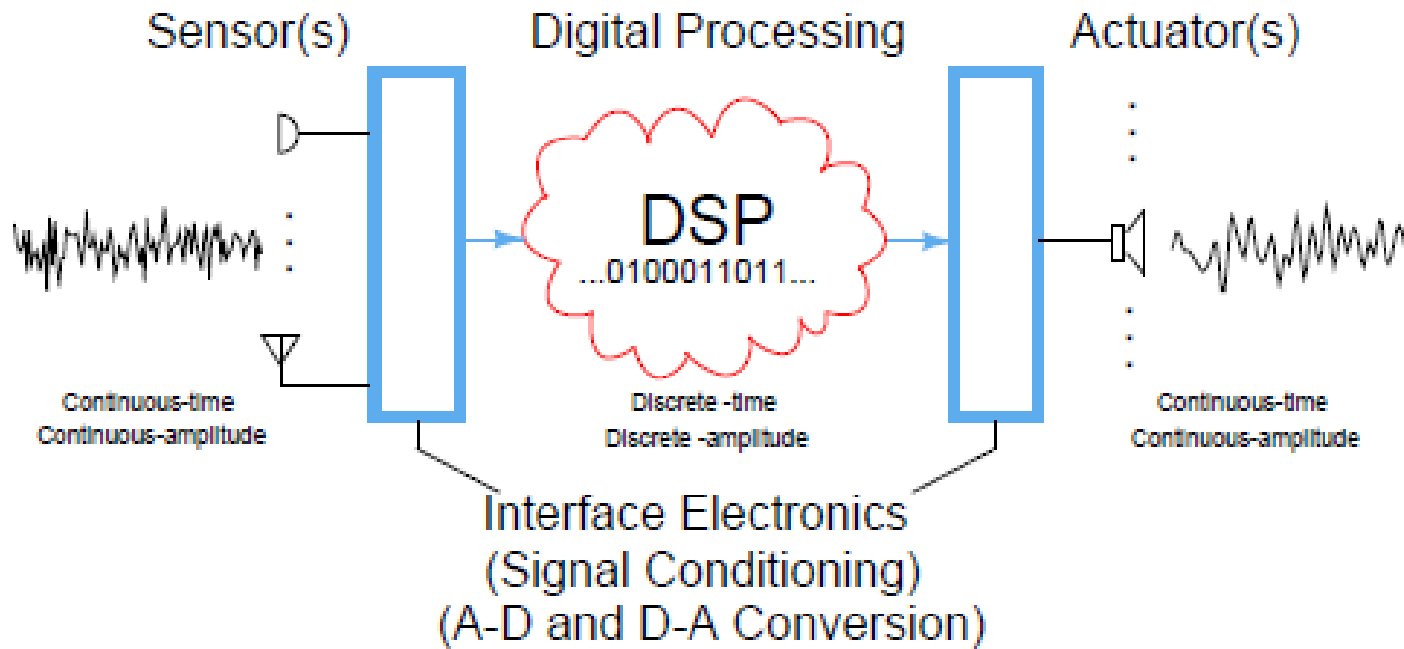 Sensor(s)
Digital Processing
Actuator(s)
DSP
...0100011011...
Continuous-time
Continuous-amplitude
Discrete -time
Discrete -amplitude
Continuous-time
Continuous-amplitude
Interface Electronics
(Signal Conditioning)
(A-D and D-A Conversion)